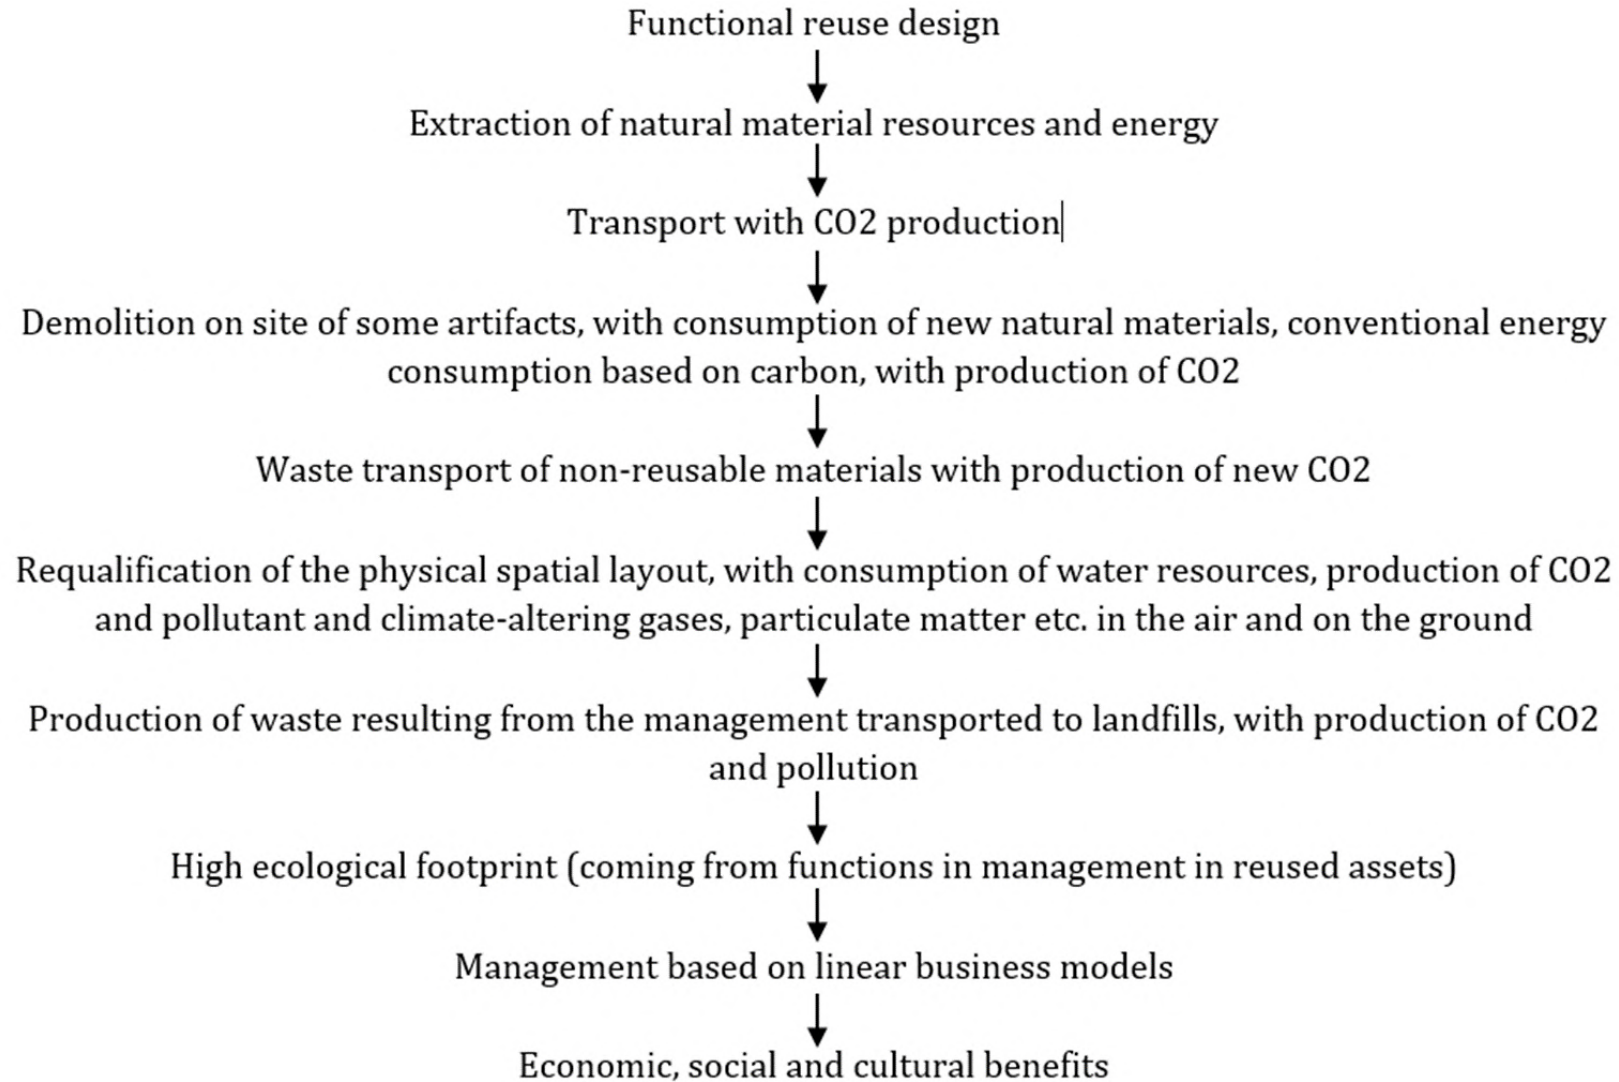 Functional reuse design
Extraction of natural material resources and energy
Transport with CO2 production
Demolition on site of some artifacts, with consumption of new natural materials, conventional energy
consumption based on carbon, with production of CO2
Waste transport of non-reusable materials with production of new CO2
Requalification of the physical spatial layout, with consumption of water resources, production of CO2
and pollutant and climate-altering gases, particulate matter etc. in the air and on the ground
Production of waste resulting from the management transported to landfills, with production of CO2
and pollution
High ecological footprint (coming from functions in management in reused assets)
Management based on linear business models
Economic, social and cultural benefits